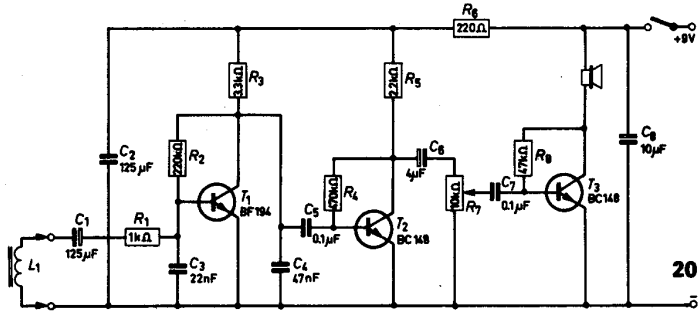 R6
220Ω
+9V
3.3kΩ
R3
2.2kΩ
R5
C2
125µF
220kΩ
R2
C6
4µF
47kΩ
R8
C8
10µF
T1
BF194
470kΩ
R4
10kΩ
R7
C7
0.1µF
T3
BC148
C1
125µF
R1
1kΩ
C5
0.1µF
T2
BC148
L1
C3
22nF
C4
47nF
20